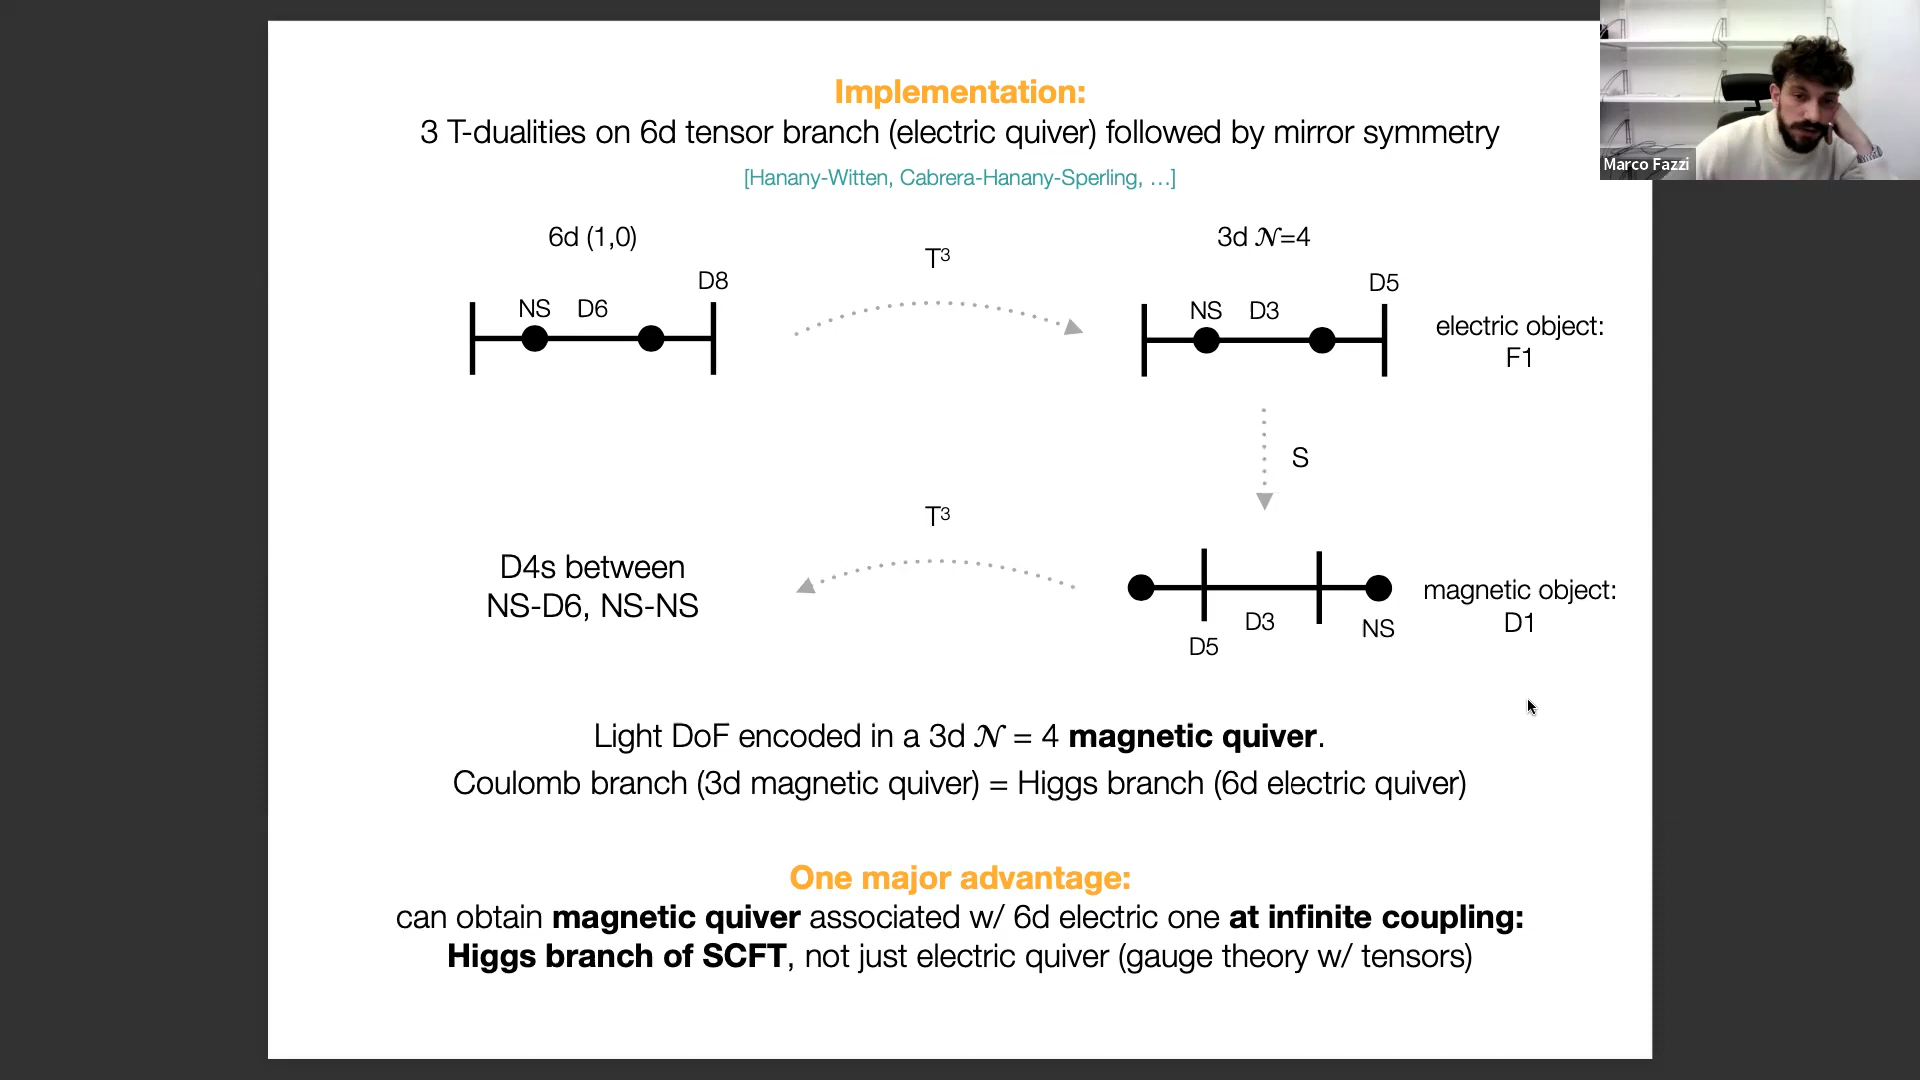 Implementation:
3 T-dualities on 6d tensor branch (electric quiver) followed by mirror symmetry
[Hanany-Witten, Cabrera-Hanany-Sperling, …]
Marco Fazzi
6d (1,0)
T³
3d 𝒩=4
D8
D5
NS D6
NS D3
electric object:
F1
S
T³
D4s between
NS-D6, NS-NS
magnetic object:
D1
D3
NS
D5
Light DoF encoded in a 3d 𝒩 = 4 magnetic quiver.
Coulomb branch (3d magnetic quiver) = Higgs branch (6d electric quiver)
One major advantage:
can obtain magnetic quiver associated w/ 6d electric one at infinite coupling:
Higgs branch of SCFT, not just electric quiver (gauge theory w/ tensors)